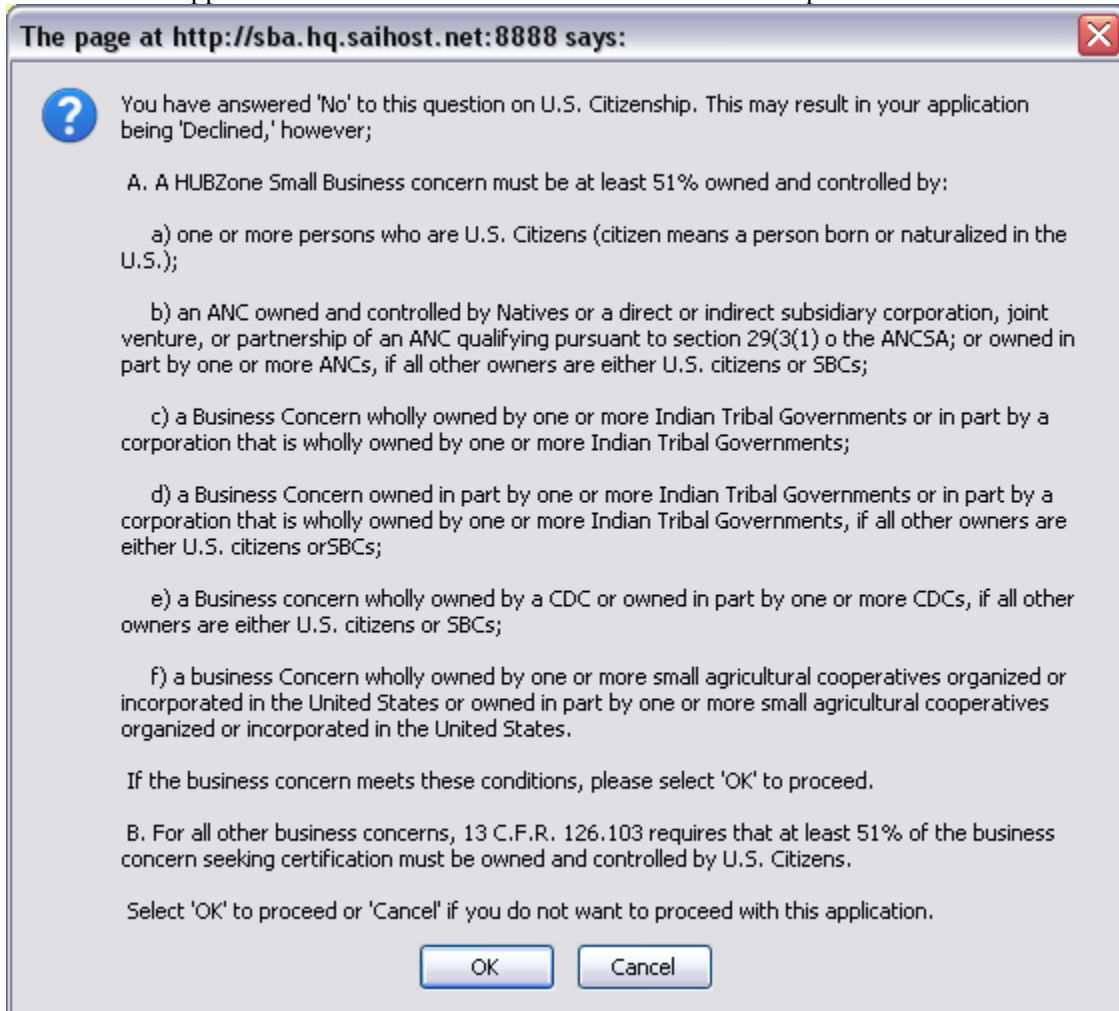 The page at http://sba.hq.saihost.net:8888 says:
You have answered 'No' to this question on U.S. Citizenship. This may result in your application
being 'Declined,' however;
A. A HUBZone Small Business concern must be at least 51% owned and controlled by:
a) one or more persons who are U.S. Citizens (citizen means a person born or naturalized in the
U.S.);
b) an ANC owned and controlled by Natives or a direct or indirect subsidiary corporation, joint
venture, or partnership of an ANC qualifying pursuant to section 29(3(1) o the ANCSA; or owned in
part by one or more ANCs, if all other owners are either U.S. citizens or SBCs;
c) a Business Concern wholly owned by one or more Indian Tribal Governments or in part by a
corporation that is wholly owned by one or more Indian Tribal Governments;
d) a Business Concern owned in part by one or more Indian Tribal Governments or in part by a
corporation that is wholly owned by one or more Indian Tribal Governments, if all other owners are
either U.S. citizens orSBCs;
e) a Business concern wholly owned by a CDC or owned in part by one or more CDCs, if all other
owners are either U.S. citizens or SBCs;
f) a business Concern wholly owned by one or more small agricultural cooperatives organized or
incorporated in the United States or owned in part by one or more small agricultural cooperatives
organized or incorporated in the United States.
If the business concern meets these conditions, please select 'OK' to proceed.
B. For all other business concerns, 13 C.F.R. 126.103 requires that at least 51% of the business
concern seeking certification must be owned and controlled by U.S. Citizens.
Select 'OK' to proceed or 'Cancel' if you do not want to proceed with this application.
OK Cancel